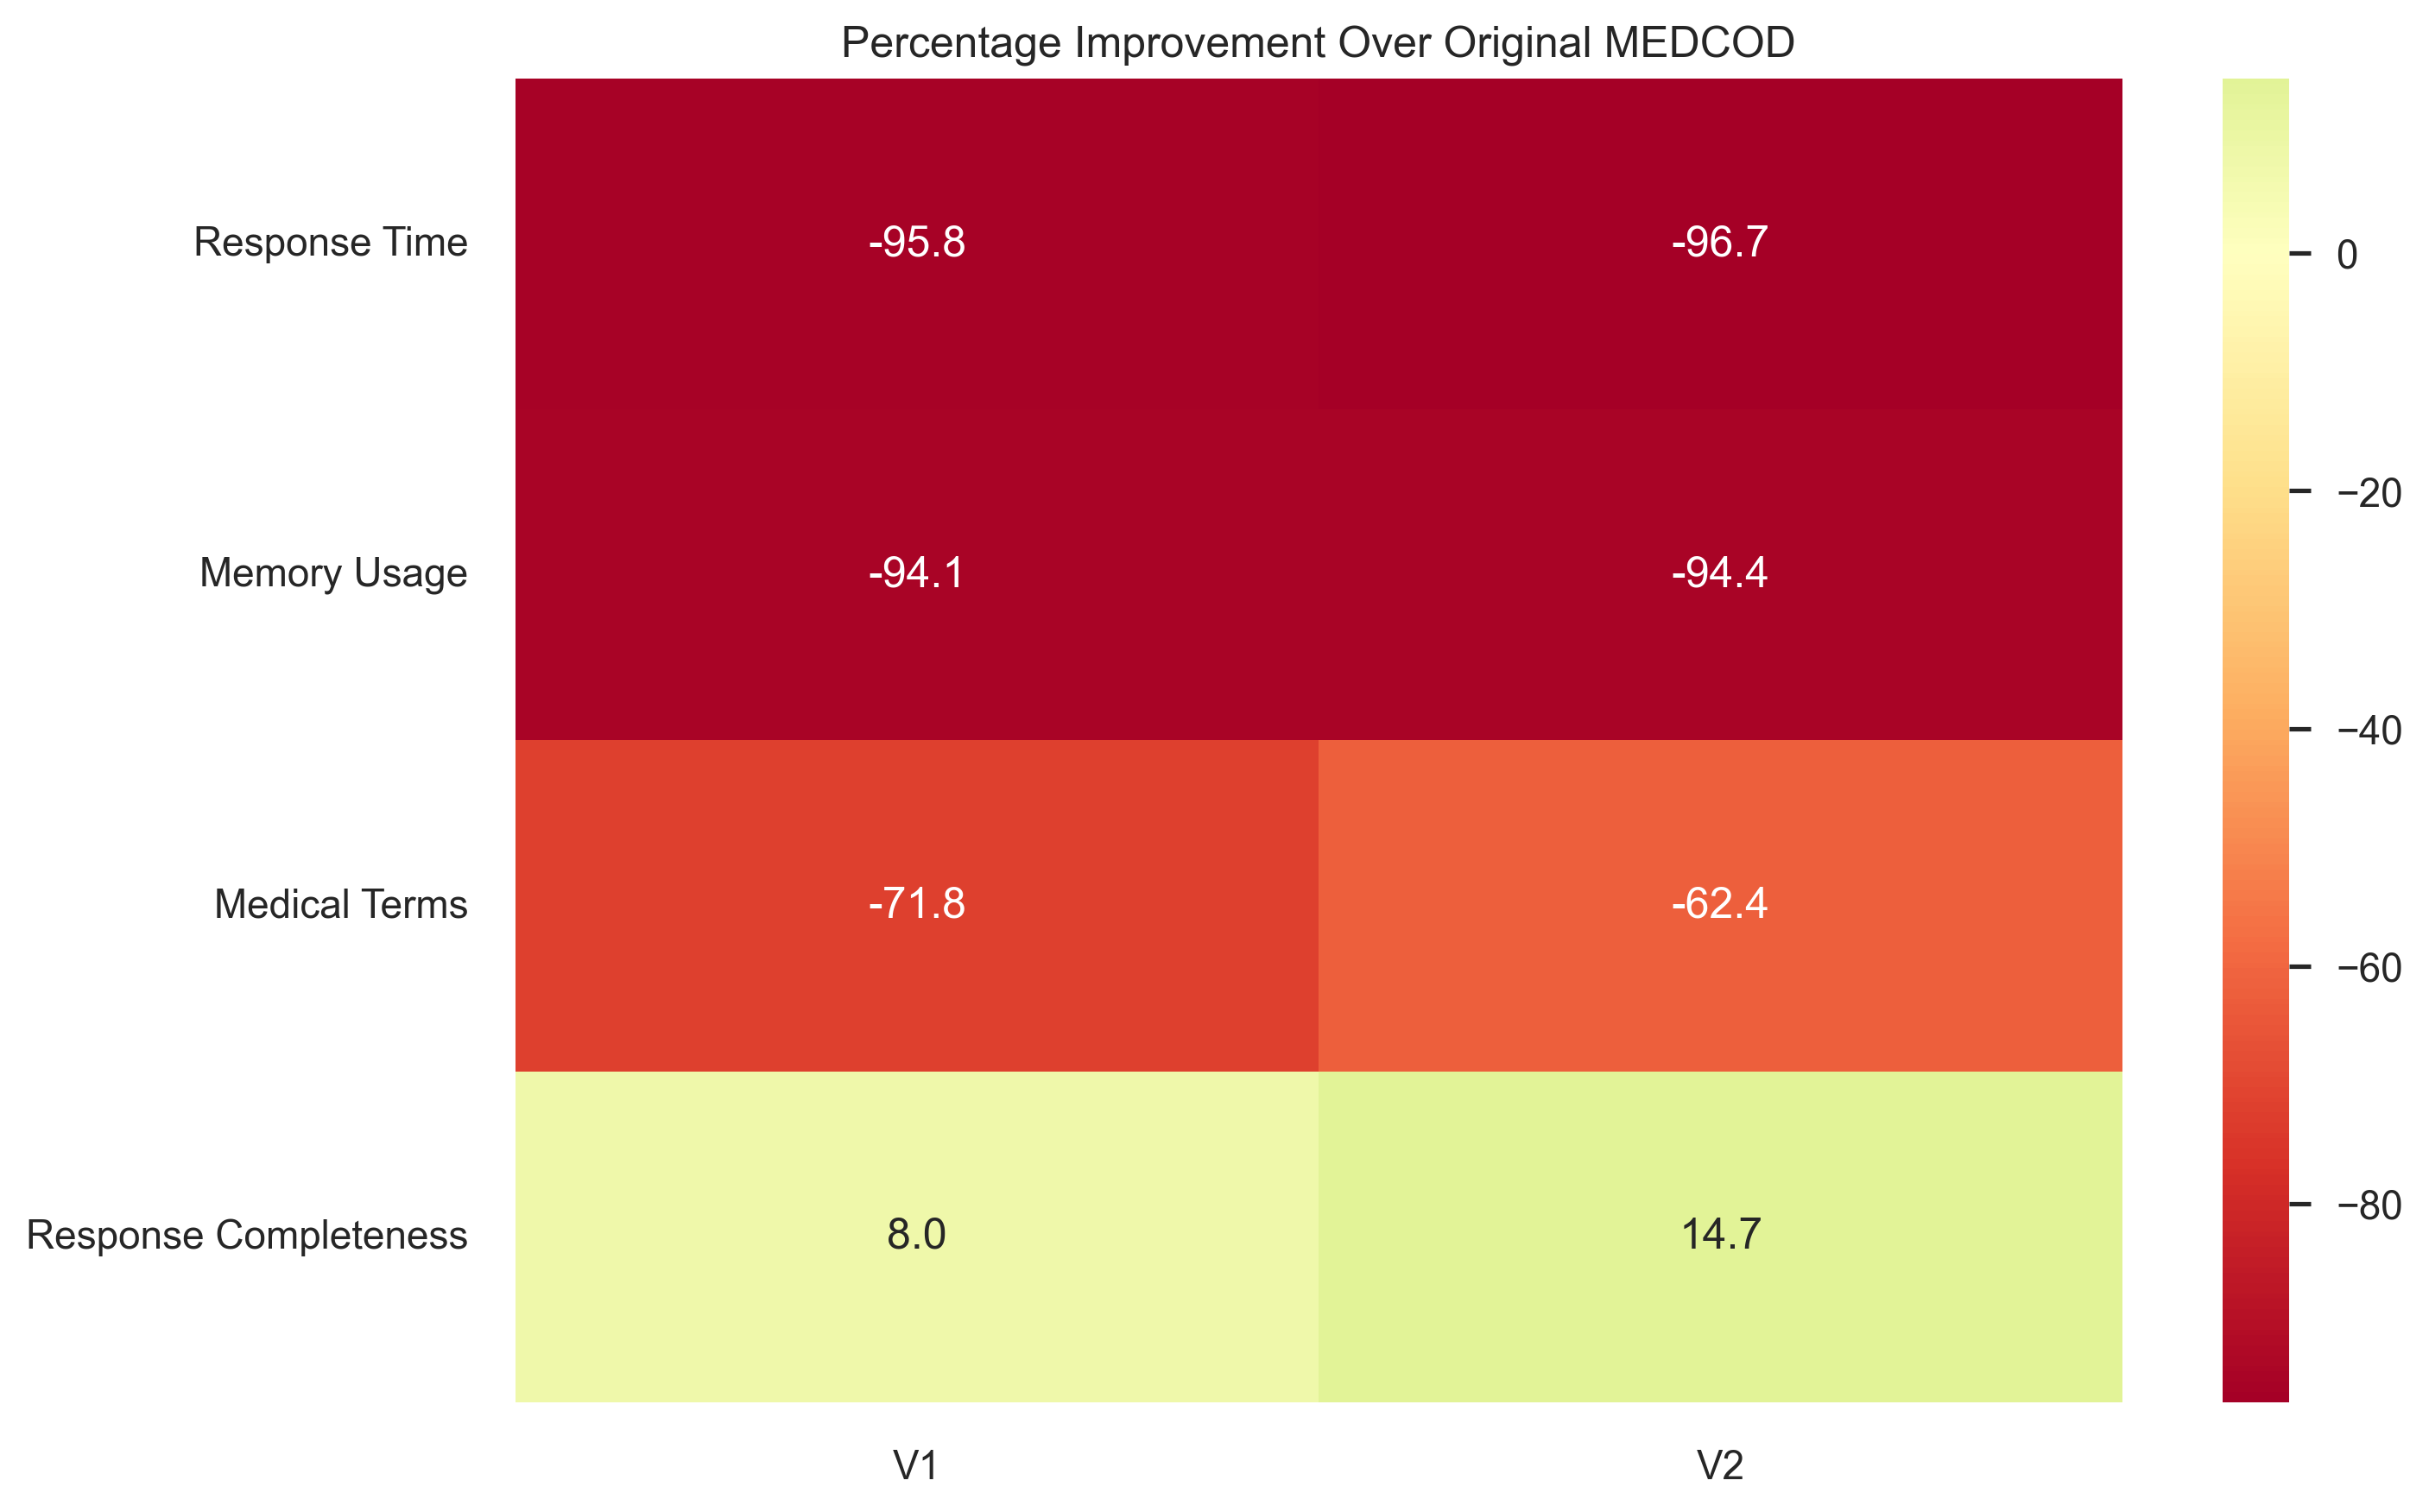 Percentage Improvement Over Original MEDCOD
Response Time -95.8 -96.7
Memory Usage -94.1 -94.4
Medical Terms -71.8 -62.4
Response Completeness 8.0 14.7
V1 V2
0
−20
−40
−60
−80